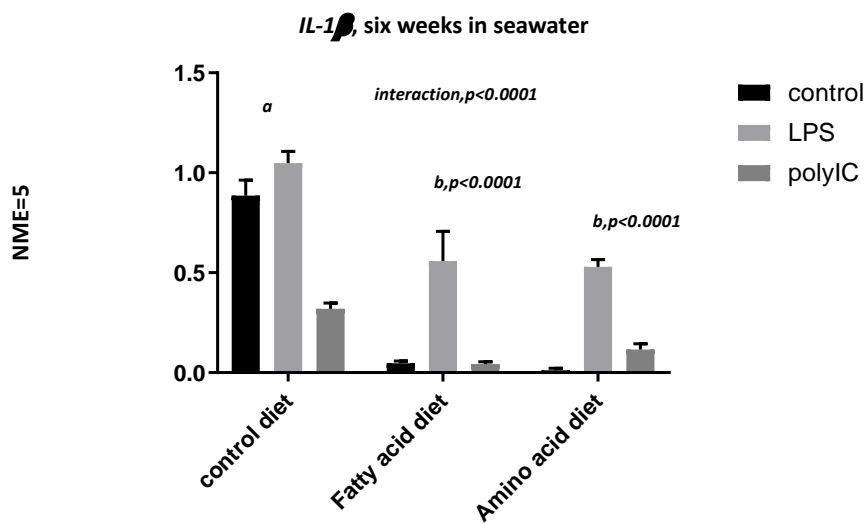 IL-1β, six weeks in seawater
NME=5
1.5
1.0
0.5
0.0
a
interaction,p<0.0001
b,p<0.0001
b,p<0.0001
control
LPS
polyIC
control diet
Fatty acid diet
Amino acid diet